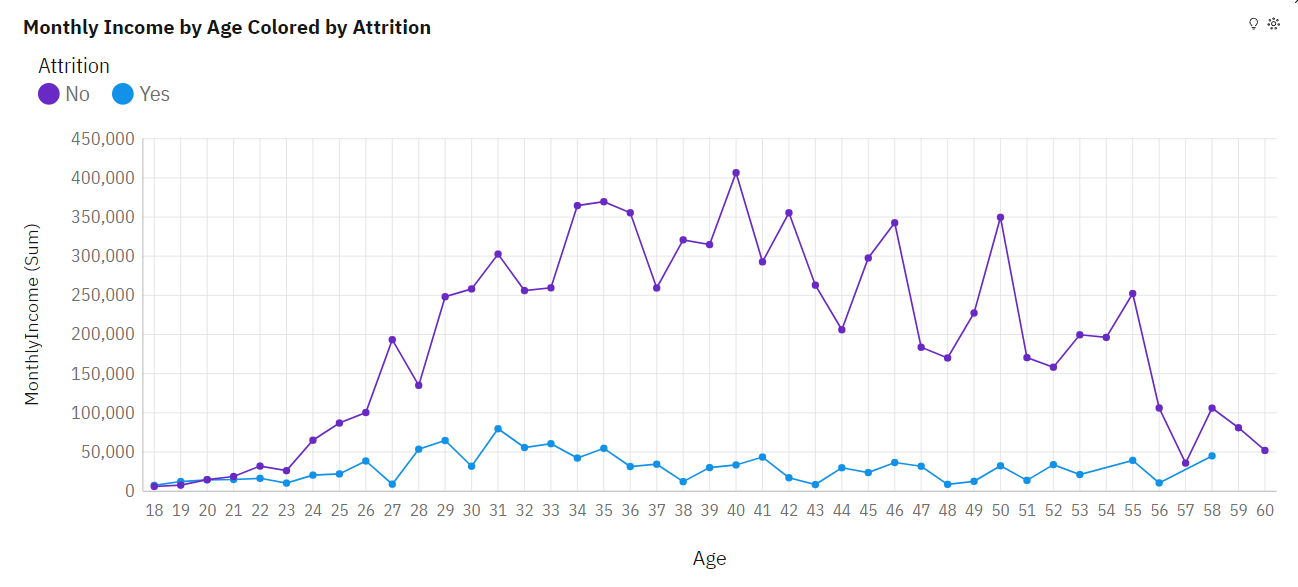 Monthly Income by Age Colored by Attrition
Attrition
No Yes
450,000
400,000
350,000
300,000
250,000
200,000
150,000
100,000
50,000
0
MonthlyIncome (Sum)
18 19 20 21 22 23 24 25 26 27 28 29 30 31 32 33 34 35 36 37 38 39 40 41 42 43 44 45 46 47 48 49 50 51 52 53 54 55 56 57 58 59 60
Age